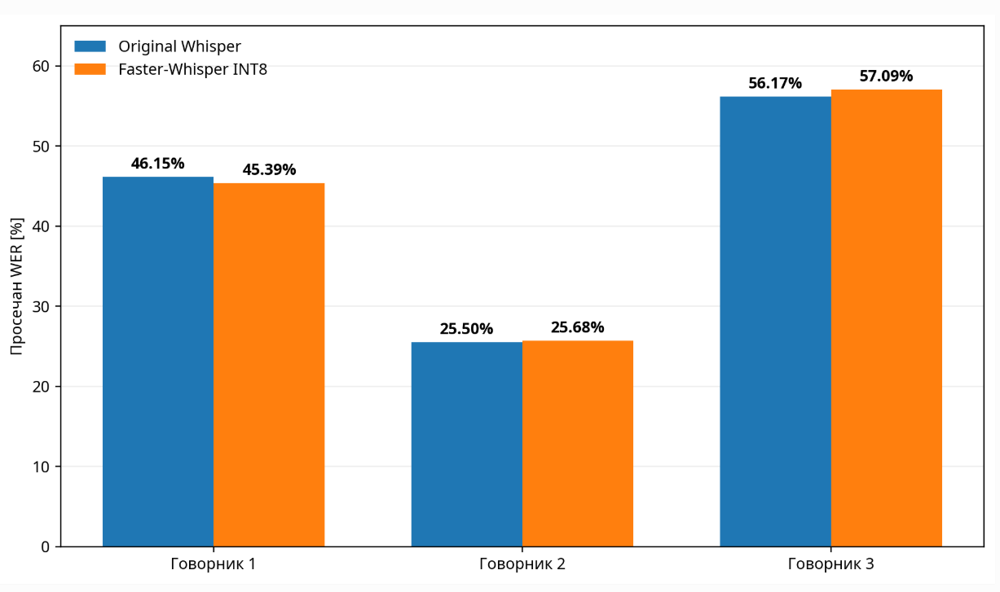 Original Whisper
Faster-Whisper INT8
Просечан WER [%]
60
50
40
30
20
10
0
46.15%
45.39%
25.50%
25.68%
56.17%
57.09%
Говорник 1
Говорник 2
Говорник 3